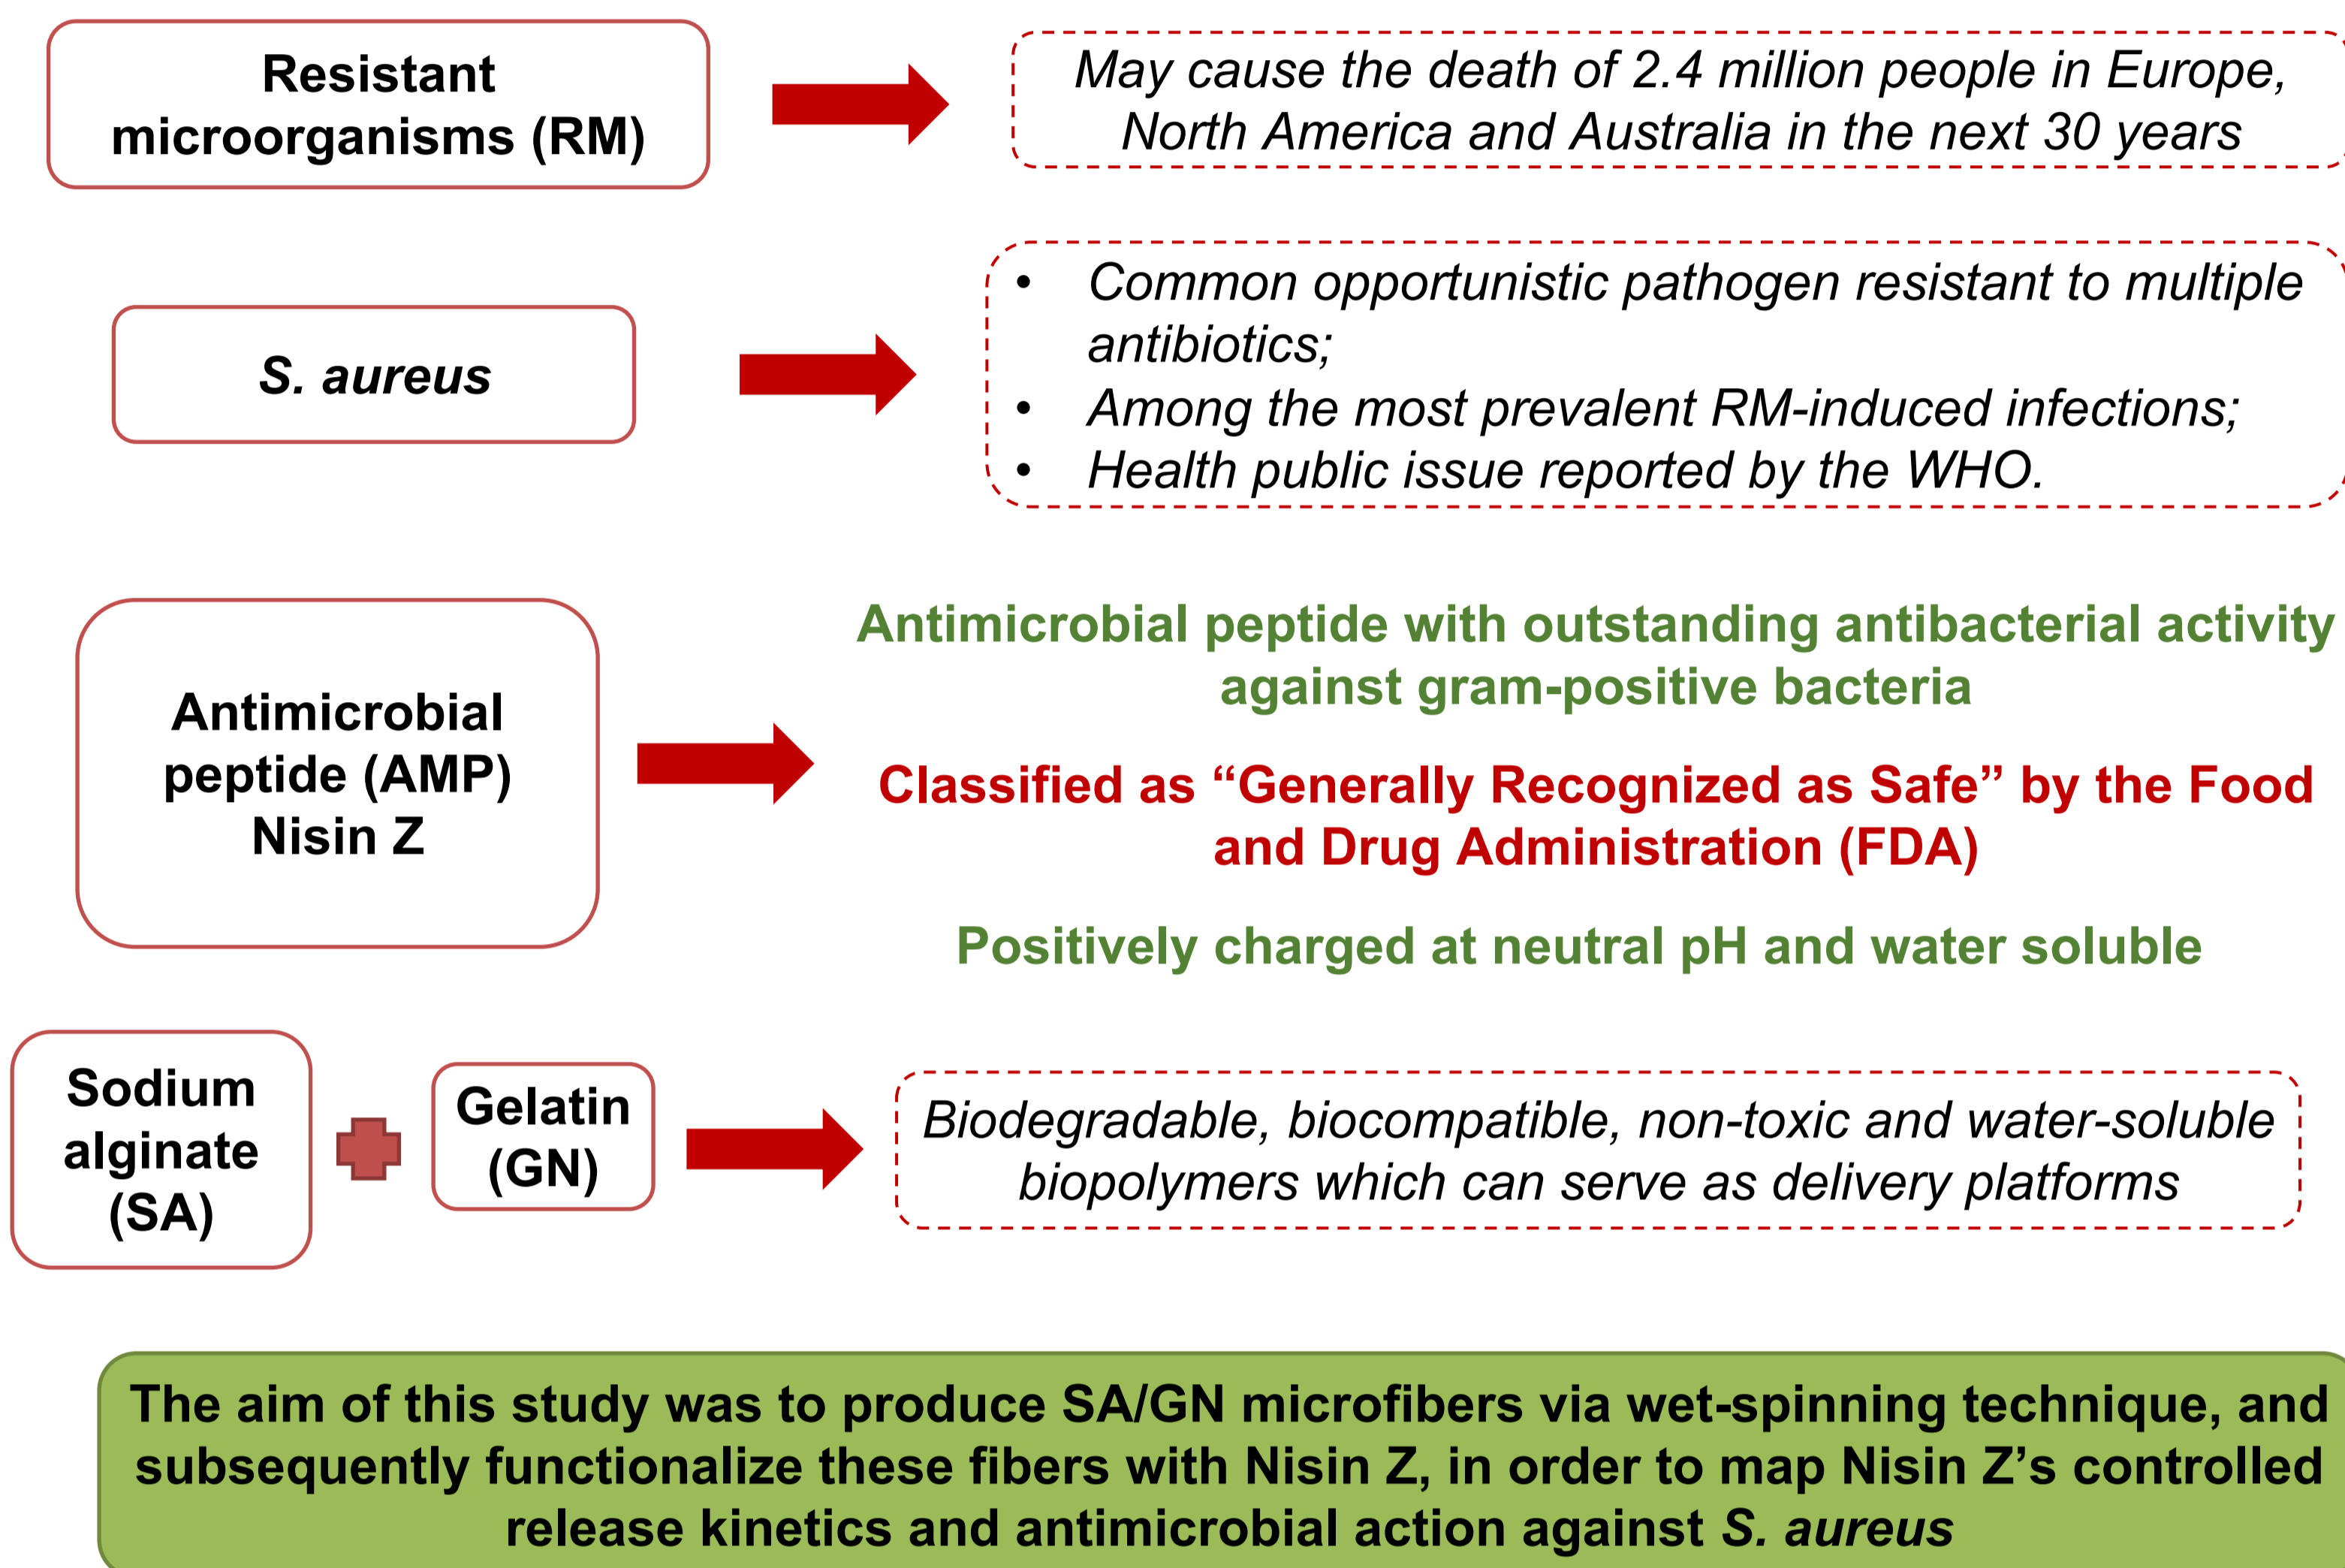 Resistant
microorganisms (RM)
May cause the death of 2.4 million people in Europe,
North America and Australia in the next 30 years
S. aureus
• Common opportunistic pathogen resistant to multiple
antibiotics;
• Among the most prevalent RM-induced infections;
• Health public issue reported by the WHO.
Antimicrobial
peptide (AMP)
Nisin Z
Antimicrobial peptide with outstanding antibacterial activity
against gram-positive bacteria
Classified as “Generally Recognized as Safe” by the Food
and Drug Administration (FDA)
Positively charged at neutral pH and water soluble
Sodium
alginate
(SA)
Gelatin
(GN)
Biodegradable, biocompatible, non-toxic and water-soluble
biopolymers which can serve as delivery platforms
The aim of this study was to produce SA/GN microfibers via wet-spinning technique, and
subsequently functionalize these fibers with Nisin Z, in order to map Nisin Z’s controlled
release kinetics and antimicrobial action against S. aureus